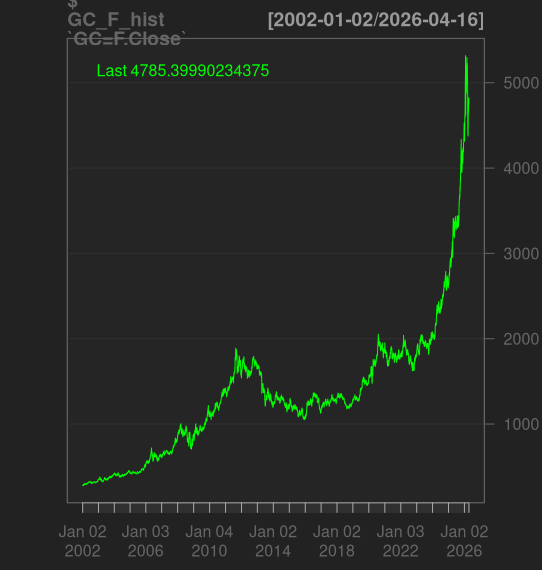 $
GC_F_hist
[2002-01-02/2026-04-16]
`GC=F.Close`
Last 4785.39990234375
5000
4000
3000
2000
1000
Jan 02 Jan 03 Jan 04 Jan 02 Jan 02 Jan 03 Jan 02
2002 2006 2010 2014 2018 2022 2026